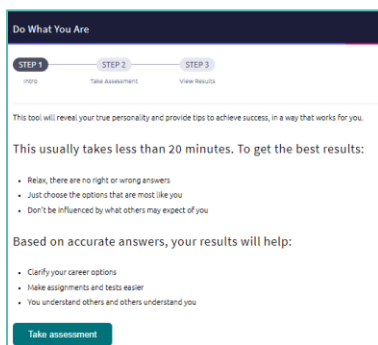 Do What You Are
STEP 1 STEP 2 STEP 3
Intro Take Assessment View Results
This tool will reveal your true personality and provide tips to achieve success, in a way that works for you.
This usually takes less than 20 minutes. To get the best results:
• Relax, there are no right or wrong answers
• Just choose the options that are most like you
• Don't be influenced by what others may expect of you
Based on accurate answers, your results will help:
• Clarify your career options
• Make assignments and tests easier
• You understand others and others understand you
Take assessment